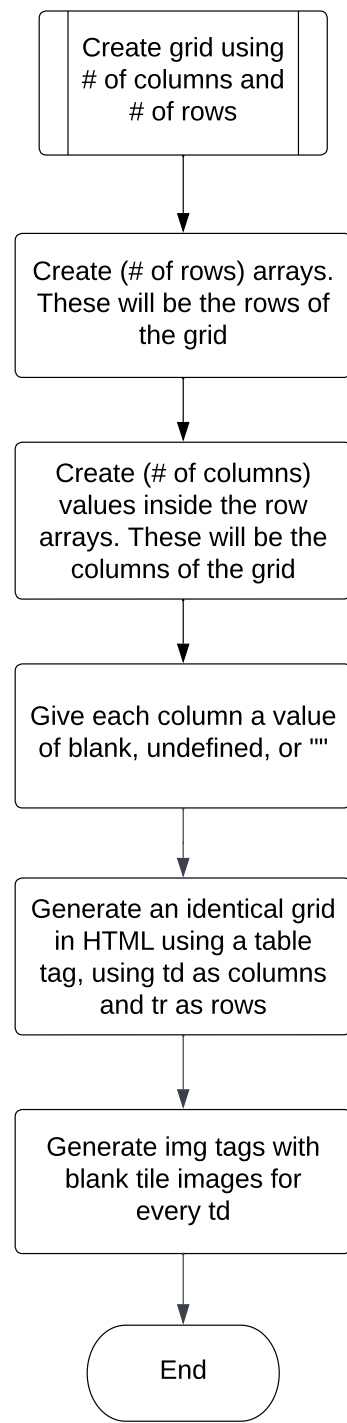 Create grid using
# of columns and
# of rows
Create (# of rows) arrays.
These will be the rows of
the grid
Create (# of columns)
values inside the row
arrays. These will be the
columns of the grid
Give each column a value
of blank, undefined, or ""
Generate an identical grid
in HTML using a table
tag, using td as columns
and tr as rows
Generate img tags with
blank tile images for
every td
End